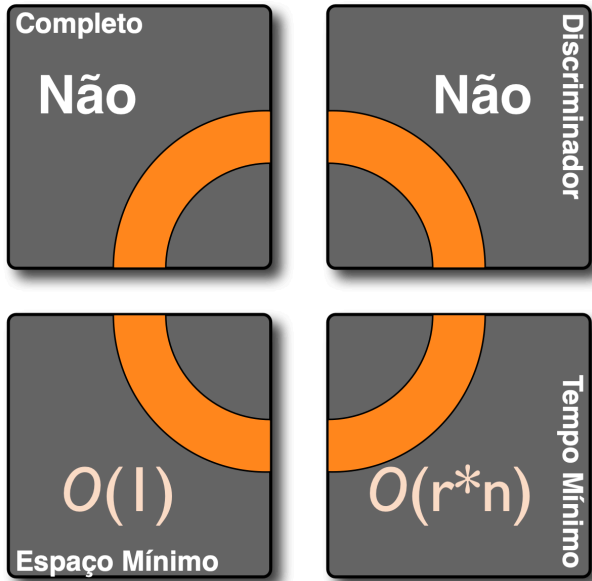 Completo
Não
Não
Discriminador
O(1)
Espaço Mínimo
O(r*n)
Tempo Mínimo